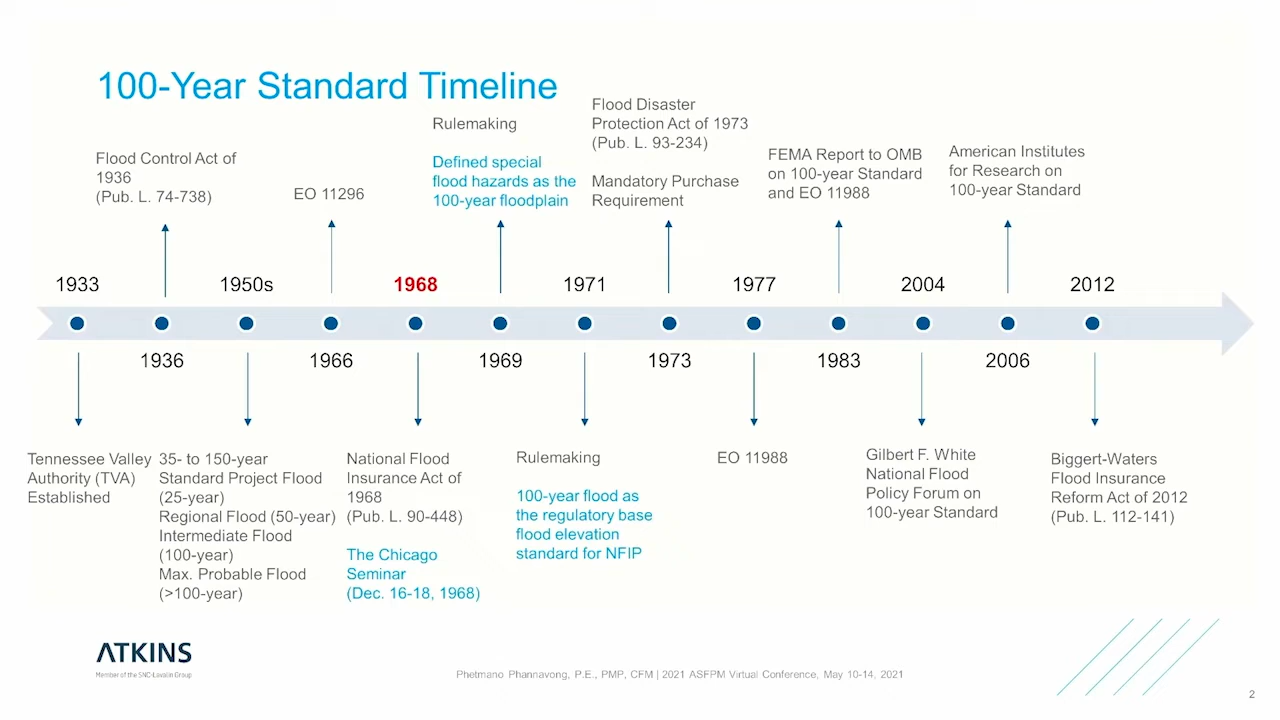 100-Year Standard Timeline
Flood Control Act of
1936
(Pub. L. 74-738)
EO 11296
Rulemaking
Defined special
flood hazards as the
100-year floodplain
Flood Disaster
Protection Act of 1973
(Pub. L. 93-234)
Mandatory Purchase
Requirement
FEMA Report to OMB
on 100-year Standard
and EO 11988
American Institutes
for Research on
100-year Standard
1933
1950s
1968
1971
1977
2004
2012
1936
1966
1969
1973
1983
2006
Tennessee Valley
Authority (TVA)
Established
35- to 150-year
Standard Project Flood
(25-year)
Regional Flood (50-year)
Intermediate Flood
(100-year)
Max. Probable Flood
(>100-year)
National Flood
Insurance Act of
1968
(Pub. L. 90-448)
The Chicago
Seminar
(Dec. 16-18, 1968)
Rulemaking
100-year flood as
the regulatory base
flood elevation
standard for NFIP
EO 11988
Gilbert F. White
National Flood
Policy Forum on
100-year Standard
Biggert-Waters
Flood Insurance
Reform Act of 2012
(Pub. L. 112-141)
ATKINS
Member of the SNC-Lavalin Group
Phetmano Phannavong, P.E., PMP, CFM | 2021 ASFPM Virtual Conference, May 10-14, 2021
2